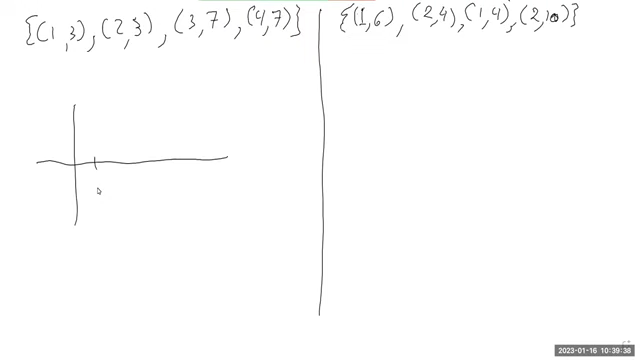 {(1,3), (2,3), (3,7), (4,7)}
{(1,6), (2,4), (1,4), (2,10)}
2023-01-16 10:39:38